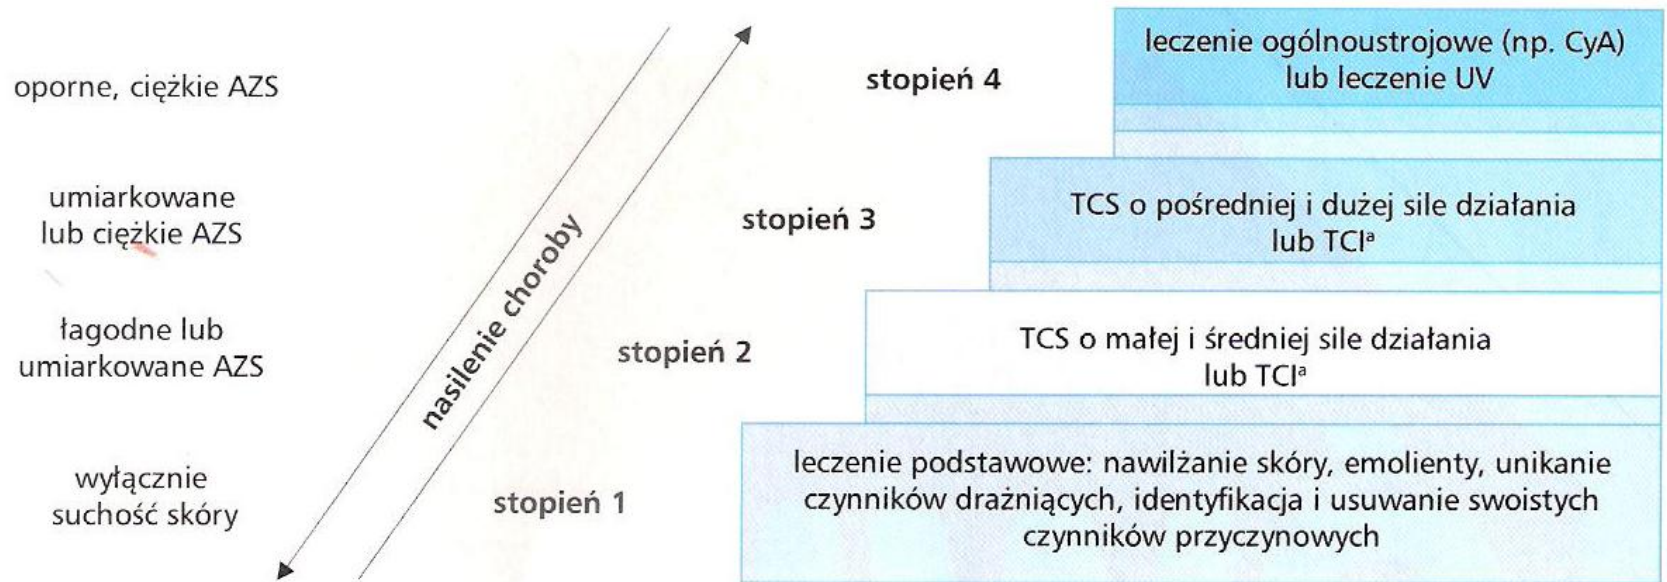 oporne, ciężkie AZS
stopień 4
leczenie ogólnoustrojowe (np. CyA)
lub leczenie UV
umiarkowane
lub ciężkie AZS
stopień 3
TCS o pośredniej i dużej sile działania
lub TCIª
nasilenie choroby
łagodne lub
umiarkowane AZS
stopień 2
TCS o małej i średniej sile działania
lub TCIª
wyłącznie
suchość skóry
stopień 1
leczenie podstawowe: nawilżanie skóry, emolienty, unikanie
czynników drażniących, identyfikacja i usuwanie swoistych
czynników przyczynowych